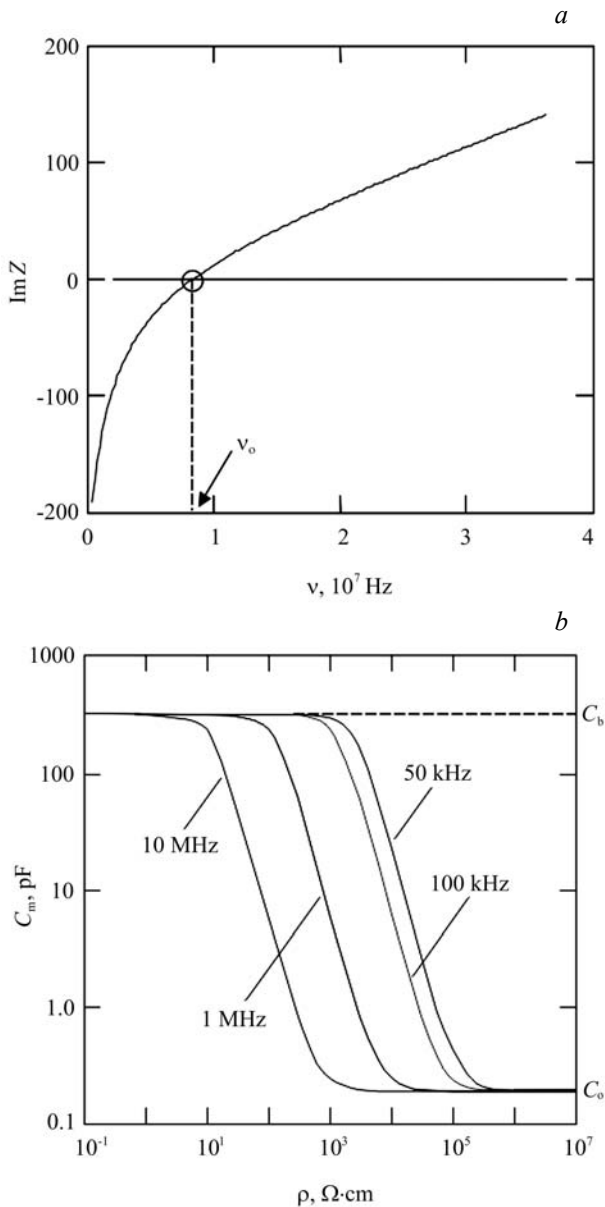 a
200
100
0
-100
-200
Im Z
ν₀
0 1 2 3 4
ν, 10⁷ Hz
b
1000
100
10
1.0
0.1
Cₘ, pF
C_b
50 kHz
10 MHz
100 kHz
1 MHz
Cₒ
10⁻¹ 10¹ 10³ 10⁵ 10⁷
ρ, Ω·cm